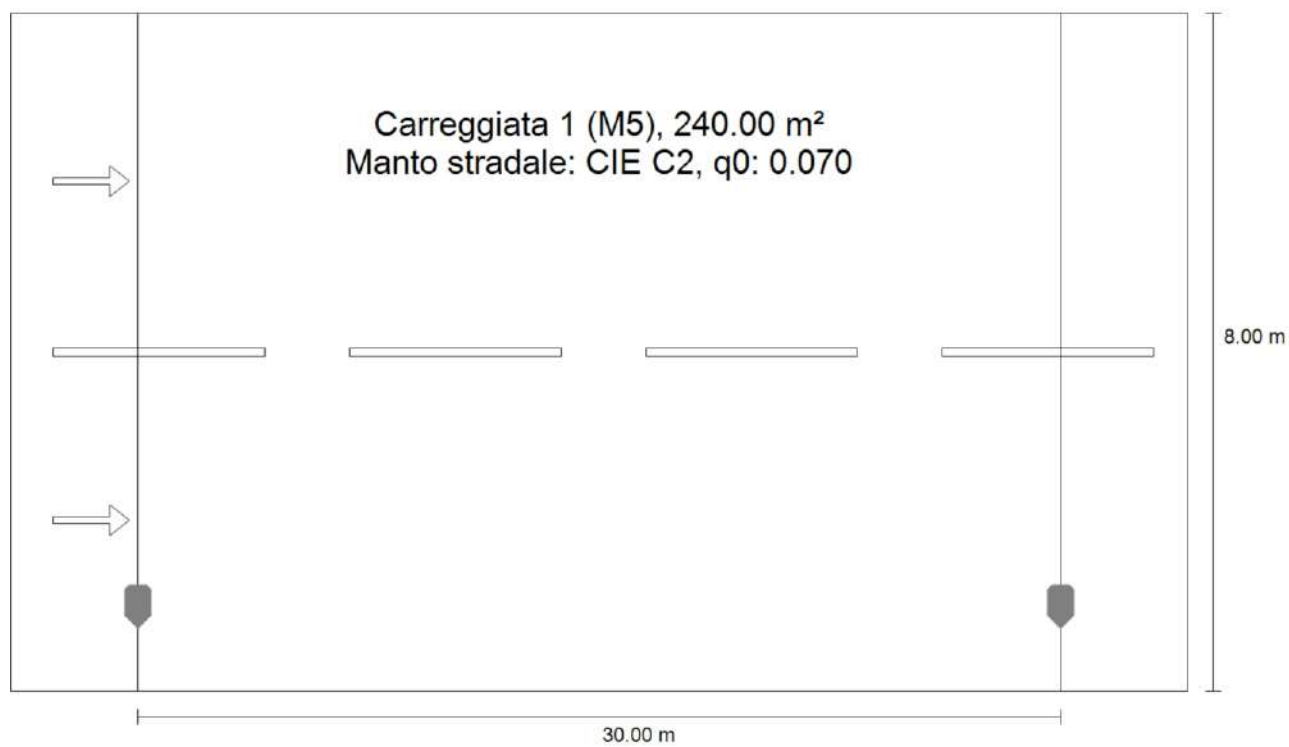 Carreggiata 1 (M5), 240.00 m²
Manto stradale: CIE C2, q0: 0.070
8.00 m
30.00 m